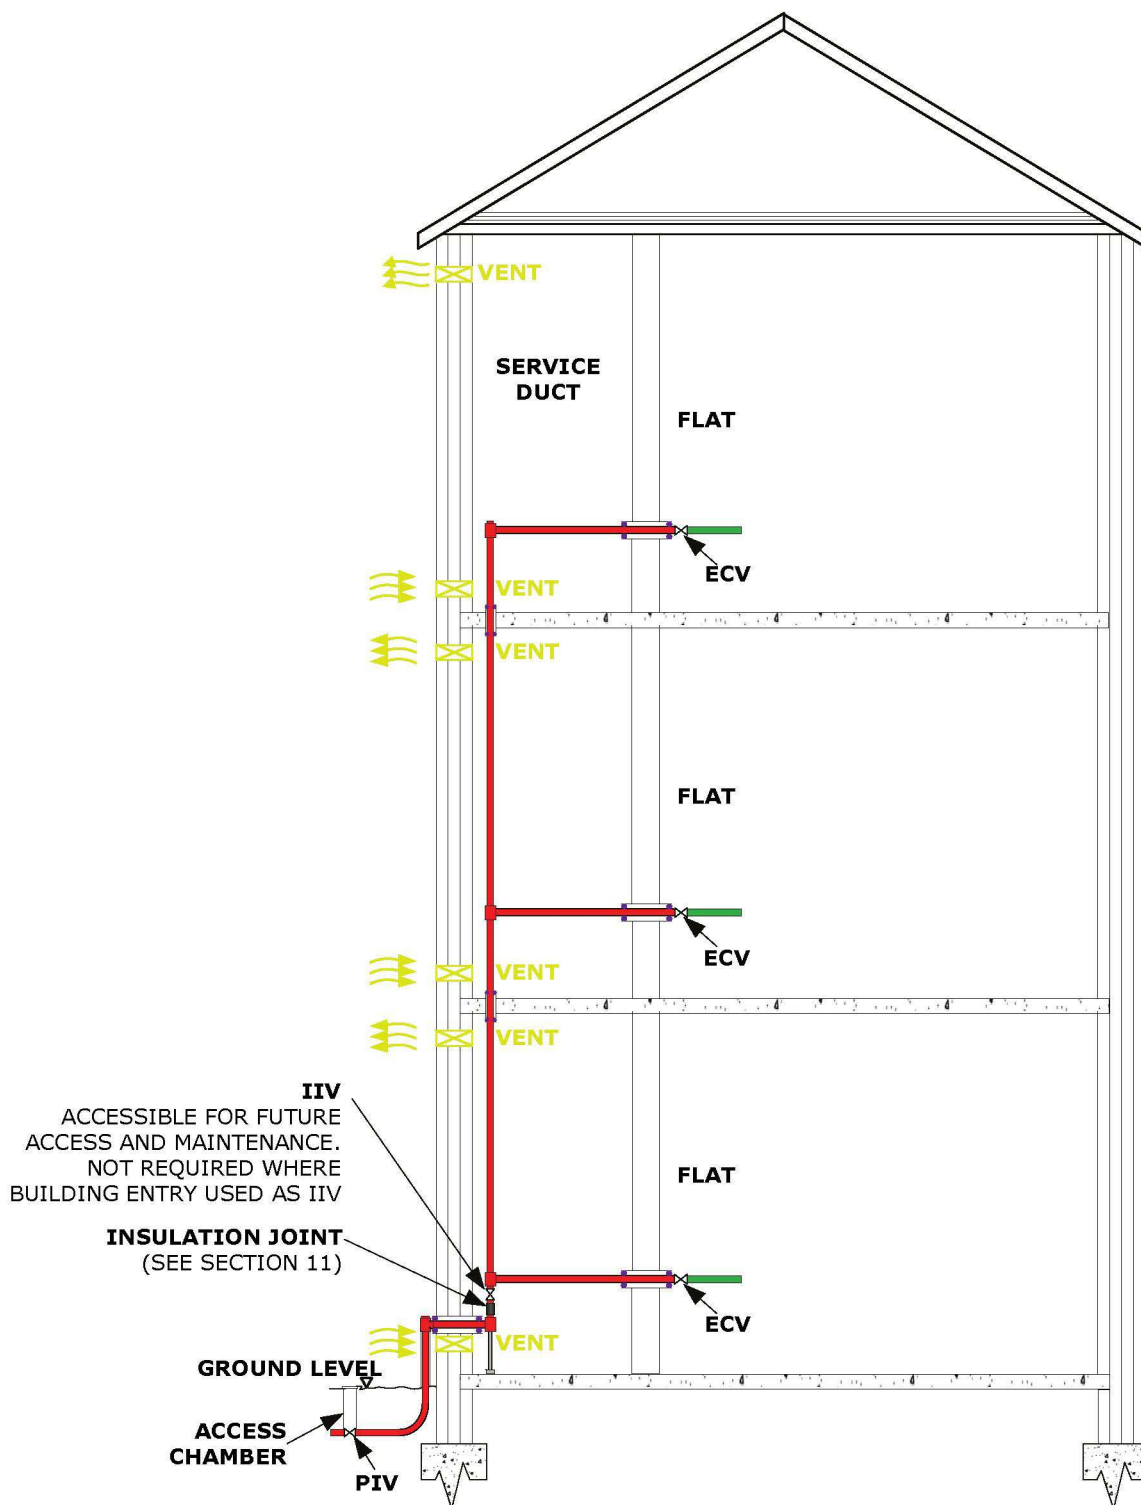 VENT
SERVICE
DUCT
FLAT
ECV
VENT
VENT
FLAT
ECV
VENT
VENT
IIV
ACCESSIBLE FOR FUTURE
ACCESS AND MAINTENANCE.
NOT REQUIRED WHERE
BUILDING ENTRY USED AS IIV
FLAT
INSULATION JOINT
(SEE SECTION 11)
ECV
VENT
GROUND LEVEL
ACCESS
CHAMBER
PIV